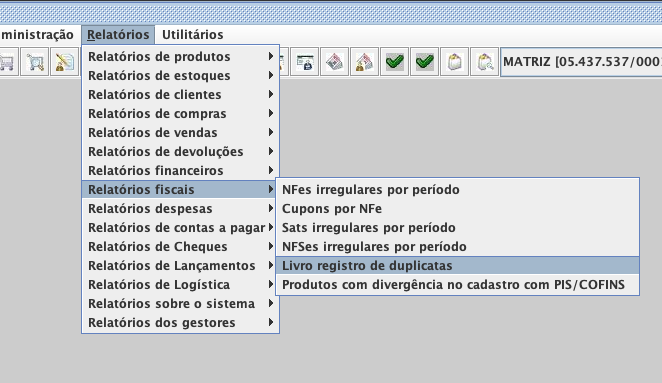 ministração Relatórios Utilitários
MATRIZ [05.437.537/000
Relatórios de produtos
Relatórios de estoques
Relatórios de clientes
Relatórios de compras
Relatórios de vendas
Relatórios de devoluções
Relatórios financeiros
Relatórios fiscais
Relatórios despesas
Relatórios de contas a pagar
Relatórios de Cheques
Relatórios de Lançamentos
Relatórios de Logística
Relatórios sobre o sistema
Relatórios dos gestores
NFes irregulares por período
Cupons por NFe
Sats irregulares por período
NFSes irregulares por período
Livro registro de duplicatas
Produtos com divergência no cadastro com PIS/COFINS